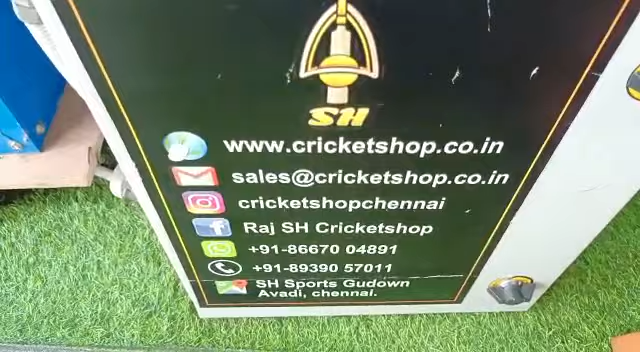 SH
www.cricketshop.co.in
sales@cricketshop.co.in
cricketshopchennai
Raj SH Cricketshop
+91-86670 04891
+91-89390 57011
SH Sports Gudown
Avadi, chennai.